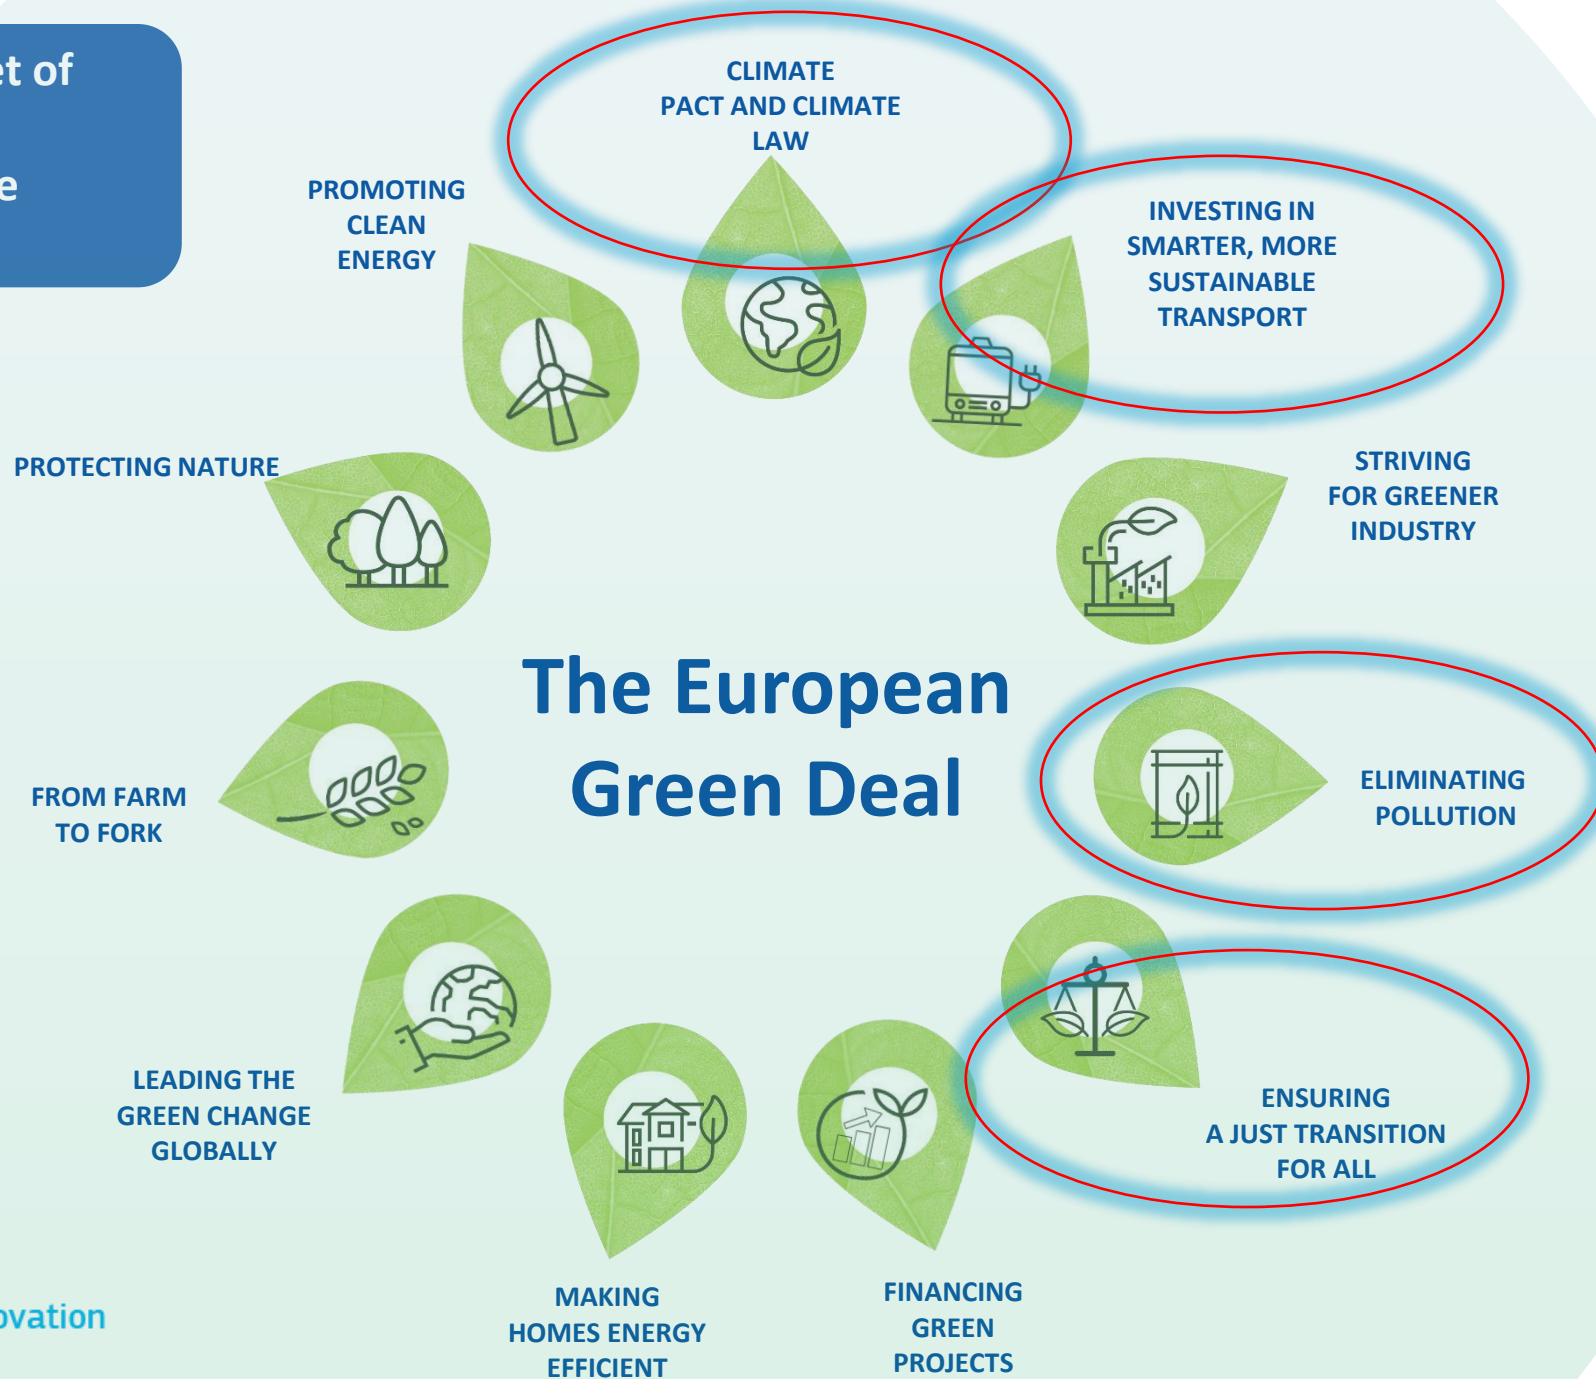 et of
e
CLIMATE
PACT AND CLIMATE
LAW
PROMOTING
CLEAN
ENERGY
INVESTING IN
SMARTER, MORE
SUSTAINABLE
TRANSPORT
PROTECTING NATURE
STRIVING
FOR GREENER
INDUSTRY
The European
Green Deal
FROM FARM
TO FORK
ELIMINATING
POLLUTION
LEADING THE
GREEN CHANGE
GLOBALLY
ENSURING
A JUST TRANSITION
FOR ALL
MAKING
HOMES ENERGY
EFFICIENT
FINANCING
GREEN
PROJECTS
ovation